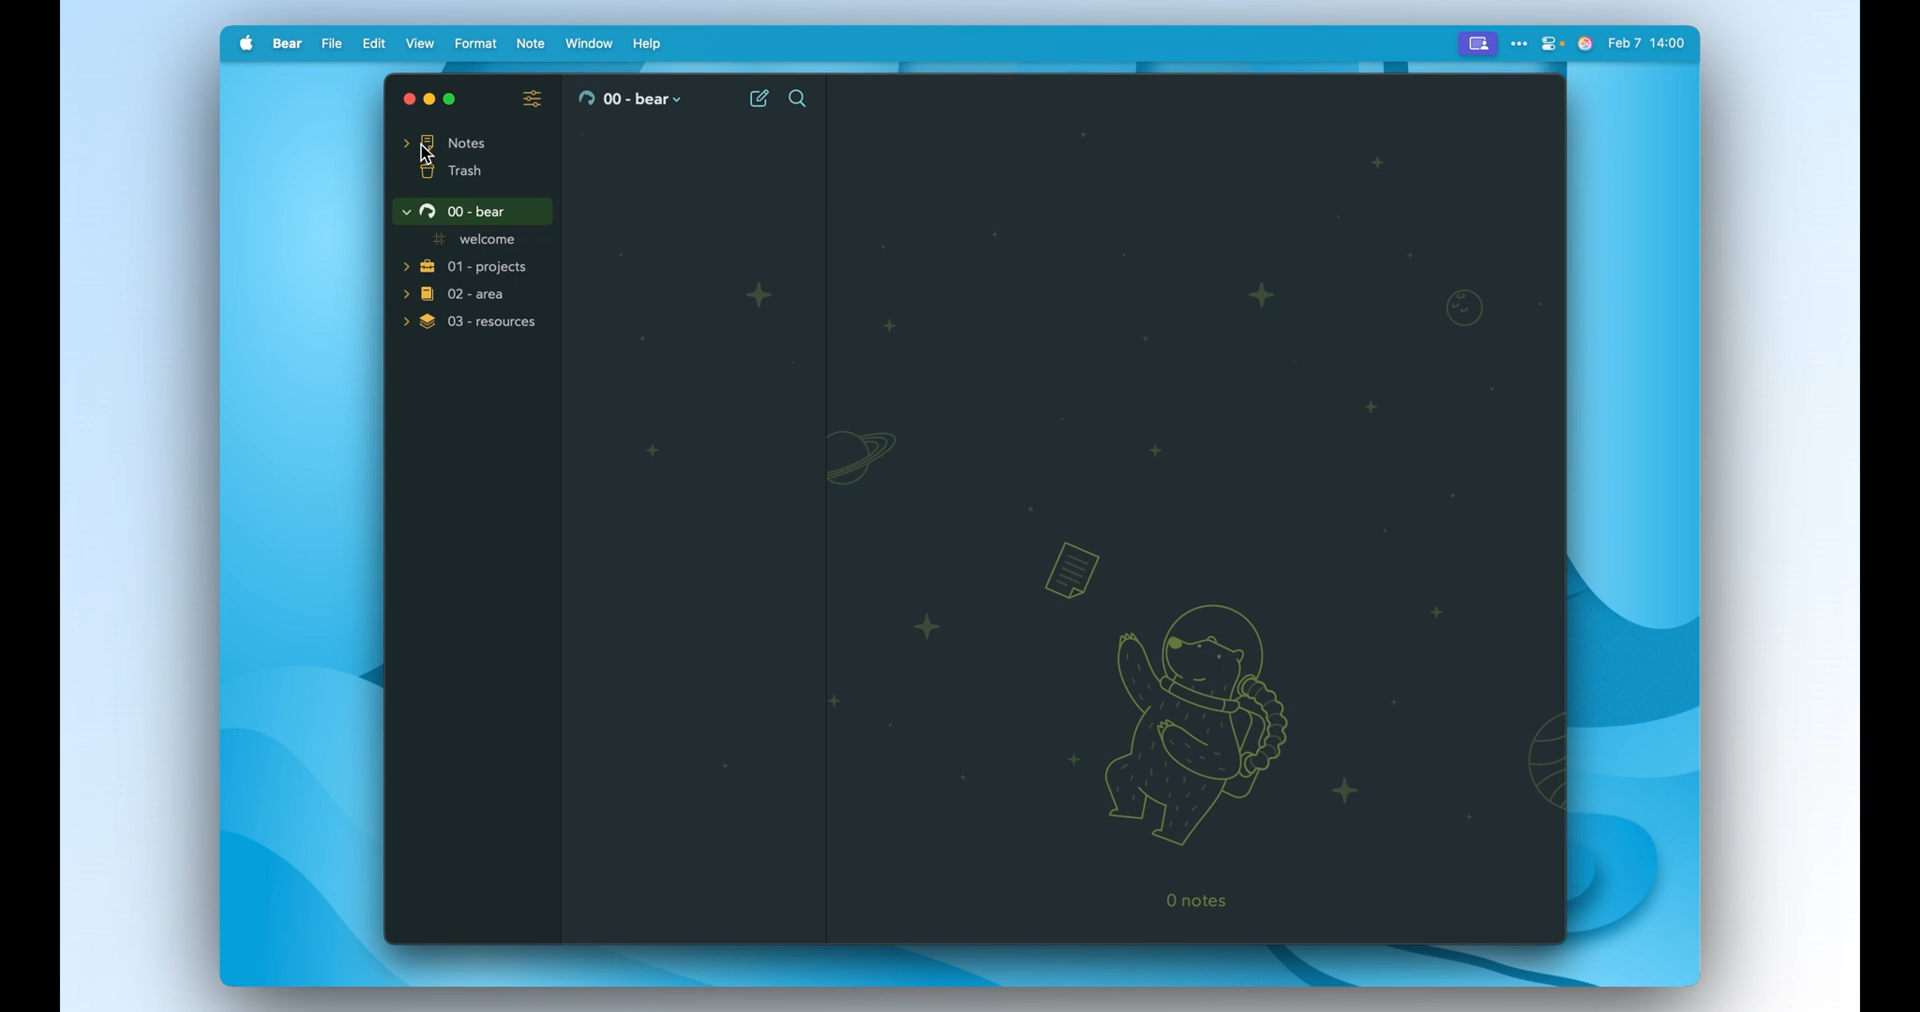 Bear File Edit View Format Note Window Help Feb 7 14:00
00 - bear
Notes
Trash
00 - bear
welcome
01 - projects
02 - area
03 - resources
0 notes